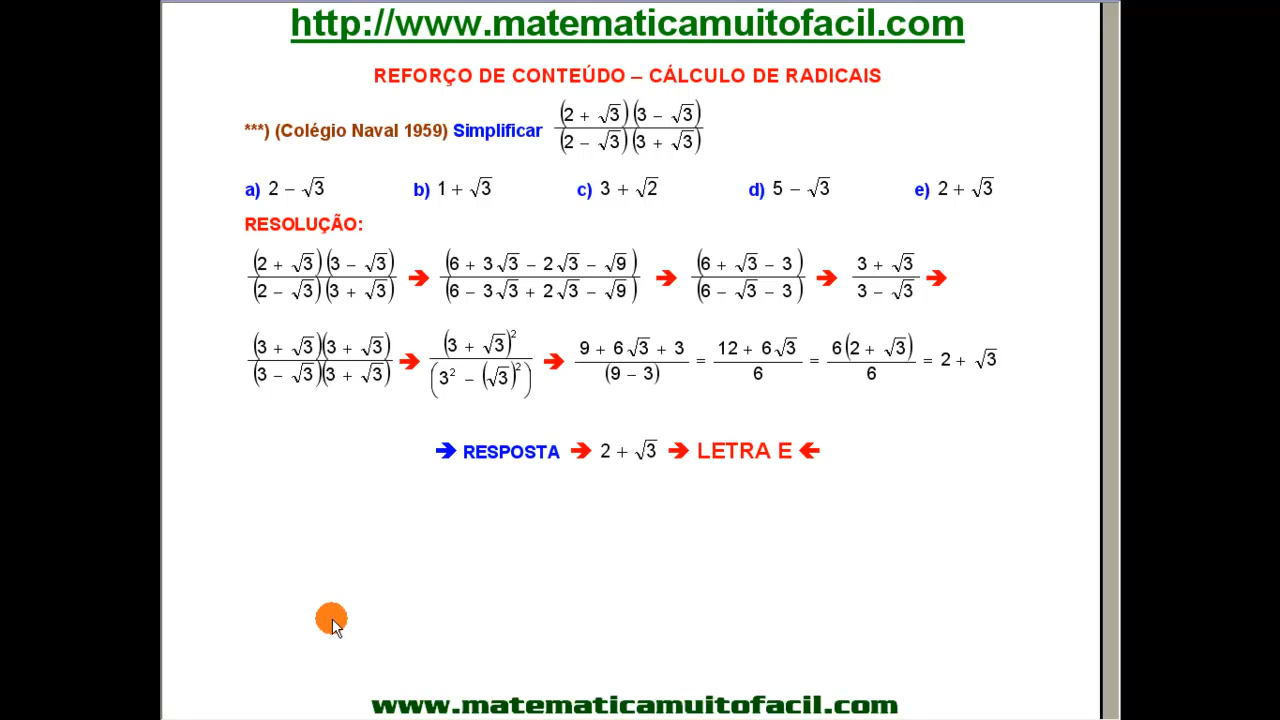 http://www.matematicamuitofacil.com
REFORÇO DE CONTEÚDO – CÁLCULO DE RADICAIS
***) (Colégio Naval 1959) Simplificar (2 + √3)(3 − √3) / (2 − √3)(3 + √3)
a) 2 − √3 b) 1 + √3 c) 3 + √2 d) 5 − √3 e) 2 + √3
RESOLUÇÃO:
(2 + √3)(3 − √3) / (2 − √3)(3 + √3) ➔ (6 + 3√3 − 2√3 − √9) / (6 − 3√3 + 2√3 − √9) ➔ (6 + √3 − 3) / (6 − √3 − 3) ➔ 3 + √3 / 3 − √3 ➔
(3 + √3)(3 + √3) / (3 − √3)(3 + √3) ➔ (3 + √3)² / (3² − (√3)²) ➔ 9 + 6√3 + 3 / (9 − 3) = 12 + 6√3 / 6 = 6(2 + √3) / 6 = 2 + √3
➔ RESPOSTA ➔ 2 + √3 ➔ LETRA E 🡸
www.matematicamuitofacil.com